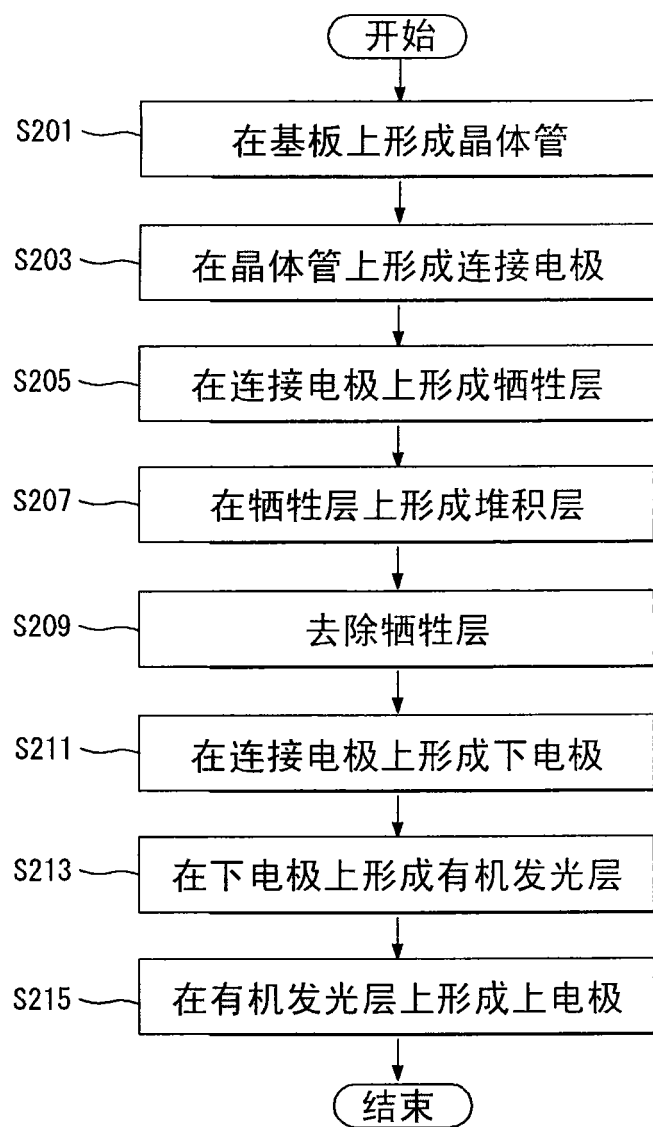 开始
S201
在基板上形成晶体管
S203
在晶体管上形成连接电极
S205
在连接电极上形成牺牲层
S207
在牺牲层上形成堆积层
S209
去除牺牲层
S211
在连接电极上形成下电极
S213
在下电极上形成有机发光层
S215
在有机发光层上形成上电极
结束